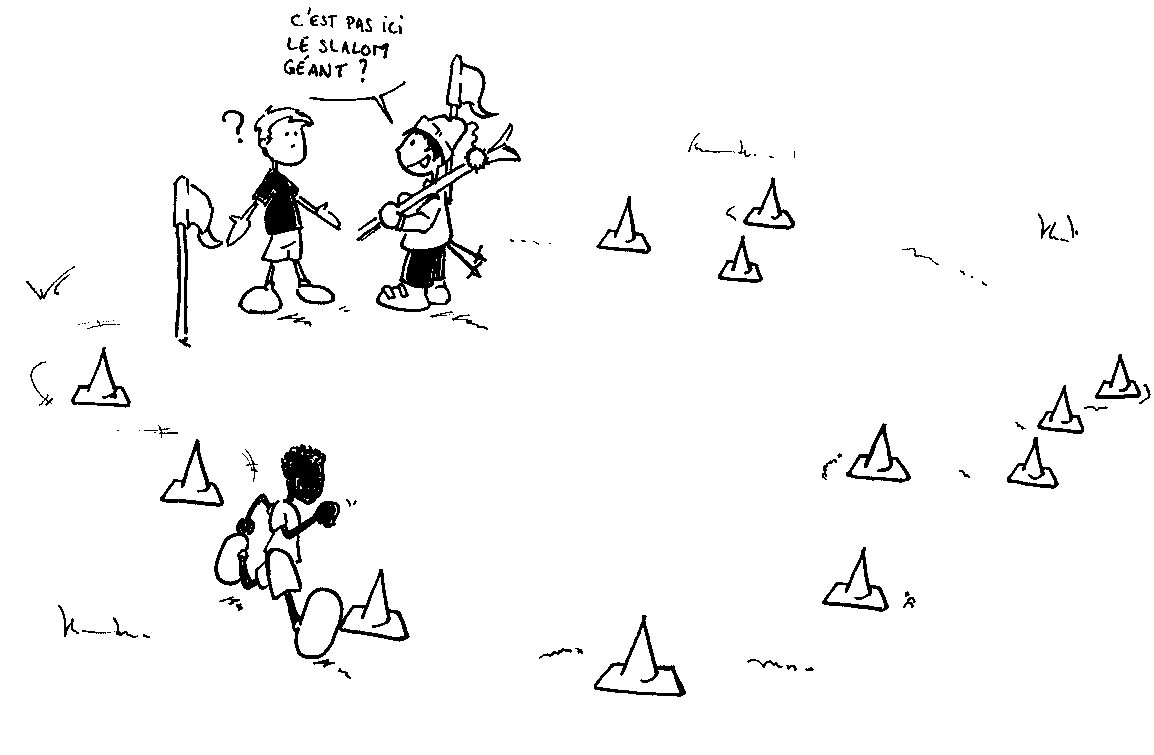 C'EST PAS ICI
LE SLALOM
GÉANT ?
?